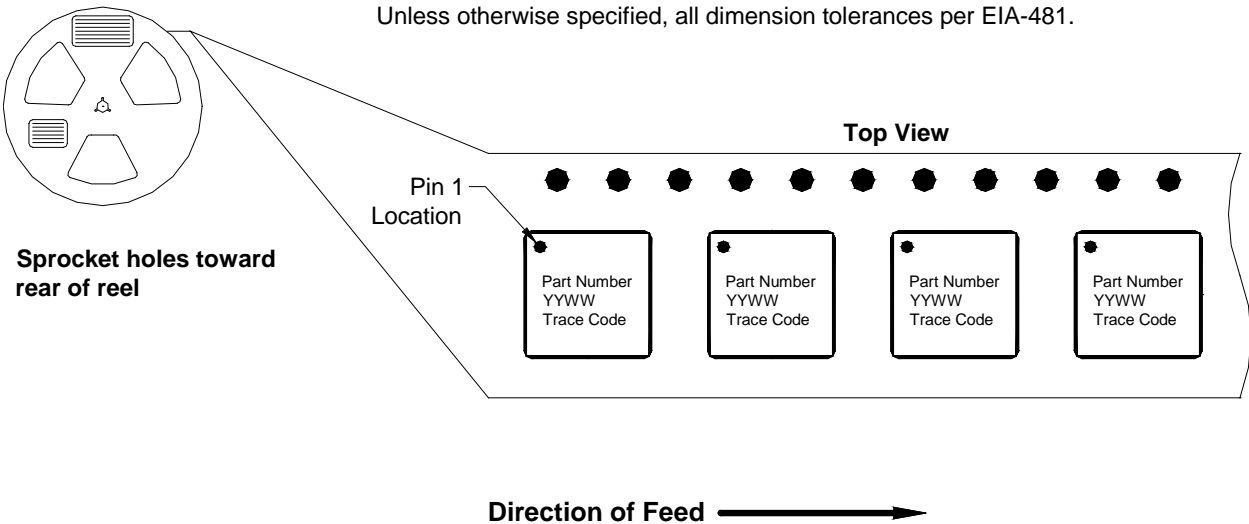 Unless otherwise specified, all dimension tolerances per EIA-481.
Top View
Pin 1
Location
Sprocket holes toward
rear of reel
Part Number
YYWW
Trace Code
Part Number
YYWW
Trace Code
Part Number
YYWW
Trace Code
Part Number
YYWW
Trace Code
Direction of Feed